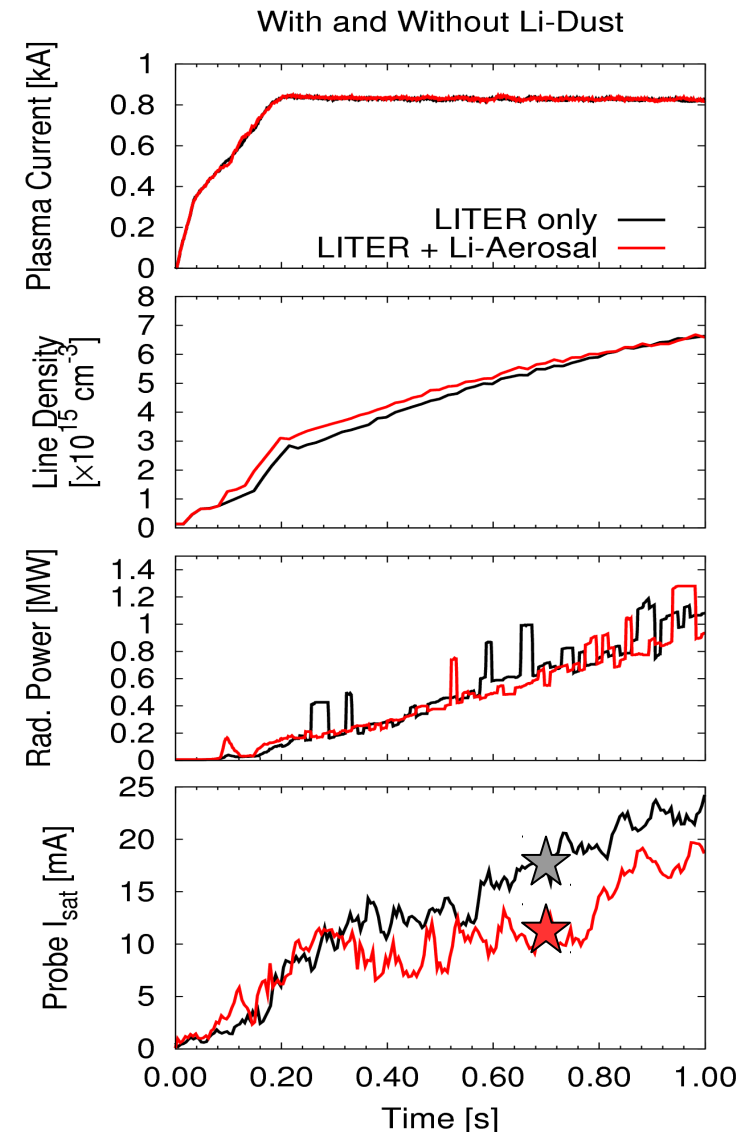 With and Without Li-Dust
Plasma Current [kA]
1
0.8
0.6
0.4
0.2
0
LITER only
LITER + Li-Aerosal
Line Density
[×10^15 cm^-3]
8
7
6
5
4
3
2
1
0
Rad. Power [MW]
1.4
1.2
1
0.8
0.6
0.4
0.2
0
Probe I_sat [mA]
25
20
15
10
5
0
0.00 0.20 0.40 0.60 0.80 1.00
Time [s]